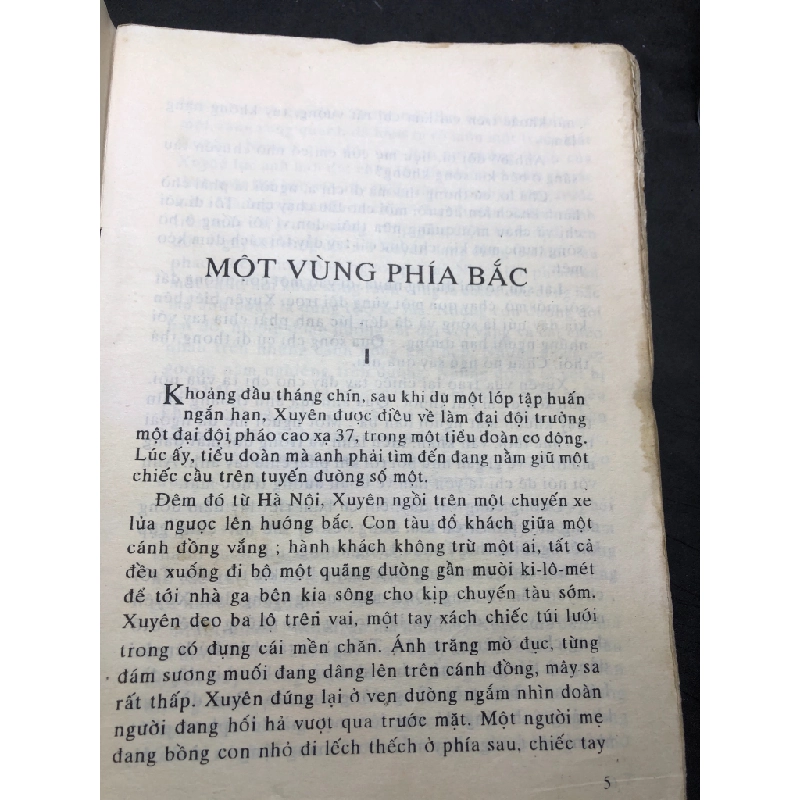 MỘT VÙNG PHÍA BẮC
I
Khoảng đầu tháng chín, sau khi dự một lớp tập huấn
ngắn hạn, Xuyên được điều về làm đại đội trưởng
một đại đội pháo cao xạ 37, trong một tiểu đoàn cơ động.
Lúc ấy, tiểu đoàn mà anh phải tìm đến đang nằm giữ một
chiếc cầu trên tuyến đường số một.
Đêm đó từ Hà Nội, Xuyên ngồi trên một chuyến xe
lửa ngược lên hướng bắc. Con tàu đỏ khách giữa một
cánh đồng vắng ; hành khách không trừ một ai, tất cả
đều xuống đi bộ một quãng đường gần mười ki-lô-mét
để tới nhà ga bên kia sông cho kịp chuyến tàu sớm.
Xuyên đeo ba lô trên vai, một tay xách chiếc túi lưới
trong có đựng cái mền chăn. Ánh trăng mờ đục, từng
đám sương muối đang dâng lên trên cánh đồng, mây sa
rất thấp. Xuyên đứng lại ở ven đường ngắm nhìn đoàn
người đang hối hả vượt qua trước mặt. Một người mẹ
đang bồng con nhỏ đi lếch thếch ở phía sau, chiếc tay
5